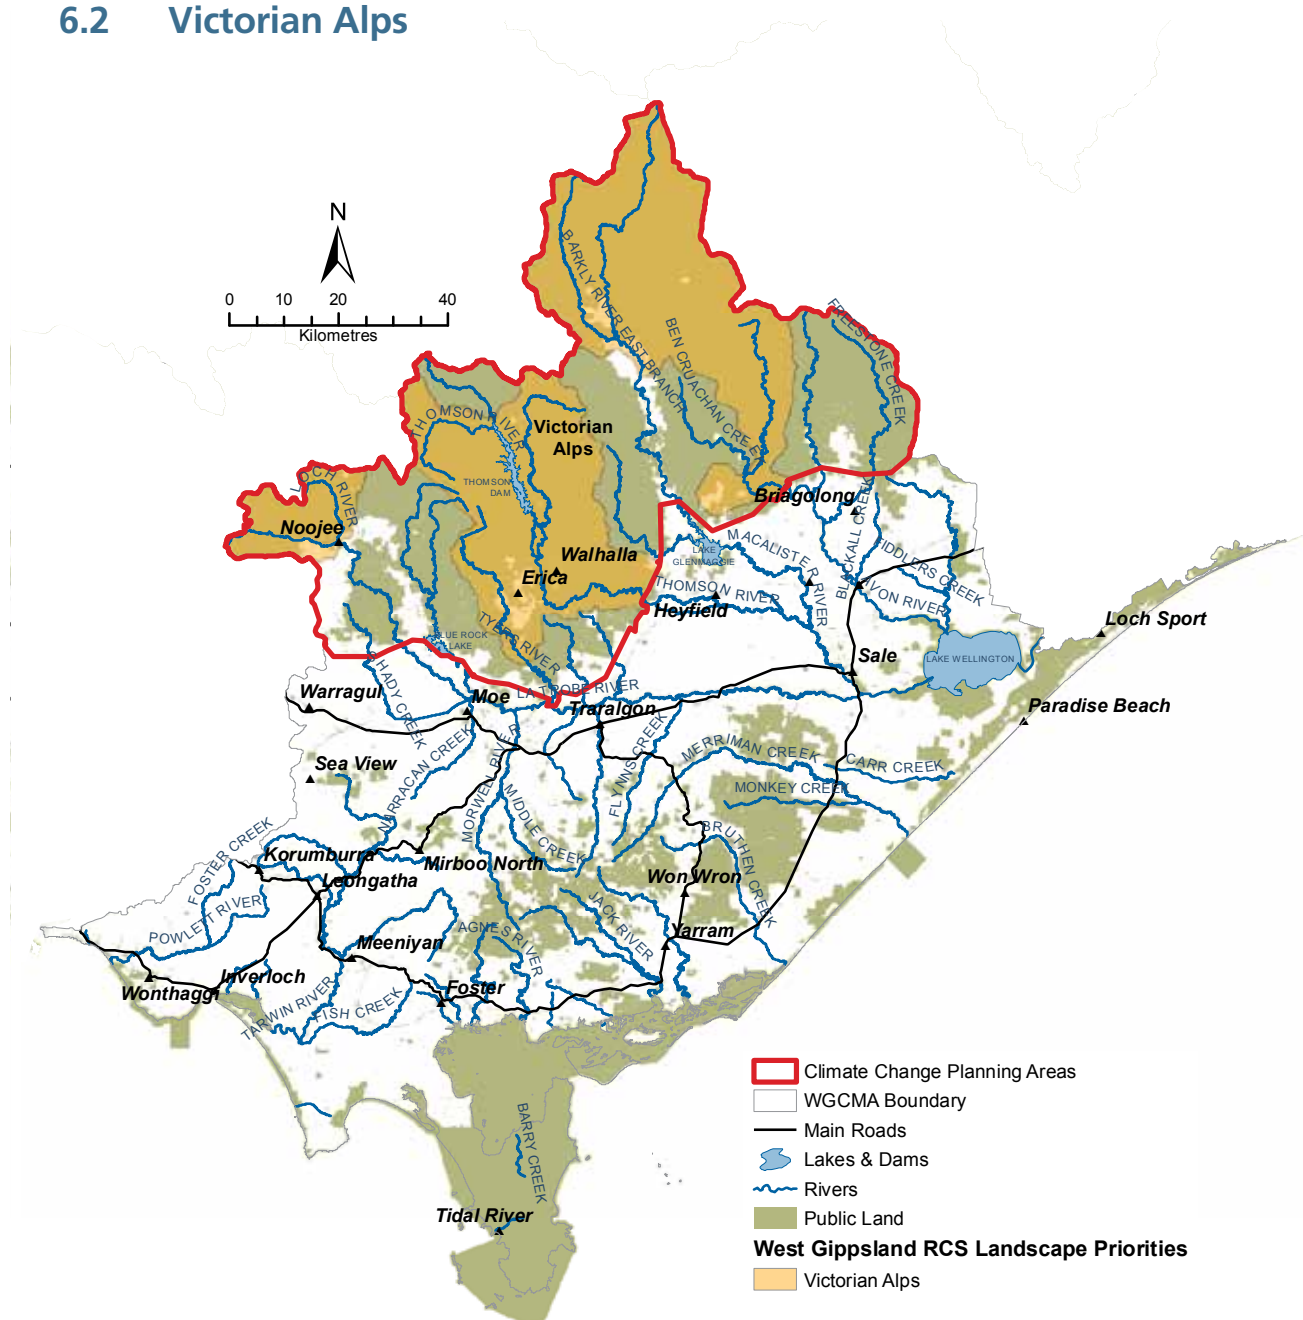 6.2 Victorian Alps
N
0 10 20 40
Kilometres
BARKLY RIVER EAST BRANCH
BEN CRUACHAN CREEK
FREESTONE CREEK
THOMSON RIVER
Victorian
Alps
LOCH RIVER
THOMSON
DAM
Noojee
Briagolong
Walhalla
Erica
LAKE
GLENMAGGIE
MACALISTER RIVER
BLACKALL CREEK
FIDDLERS CREEK
AVON RIVER
THOMSON RIVER
Heyfield
TYERS RIVER
BLUE ROCK
LAKE
Loch Sport
Sale
LAKE WELLINGTON
SHADY CREEK
LA TROBE RIVER
Warragul
Moe
Traralgon
Paradise Beach
Sea View
NARRACAN CREEK
MORWELL RIVER
MIDDLE CREEK
FLYNNS CREEK
MERRIMAN CREEK
CARR CREEK
MONKEY CREEK
BRUTHEN CREEK
FOSTER CREEK
Korumburra
Mirboo North
Leongatha
Won Wron
POWLETT RIVER
JACK RIVER
AGNES RIVER
Yarram
Meeniyan
Inverloch
Wonthaggi
Foster
TARWIN RIVER
FISH CREEK
BARRY CREEK
Tidal River
Climate Change Planning Areas
WGCMA Boundary
Main Roads
Lakes & Dams
Rivers
Public Land
West Gippsland RCS Landscape Priorities
Victorian Alps